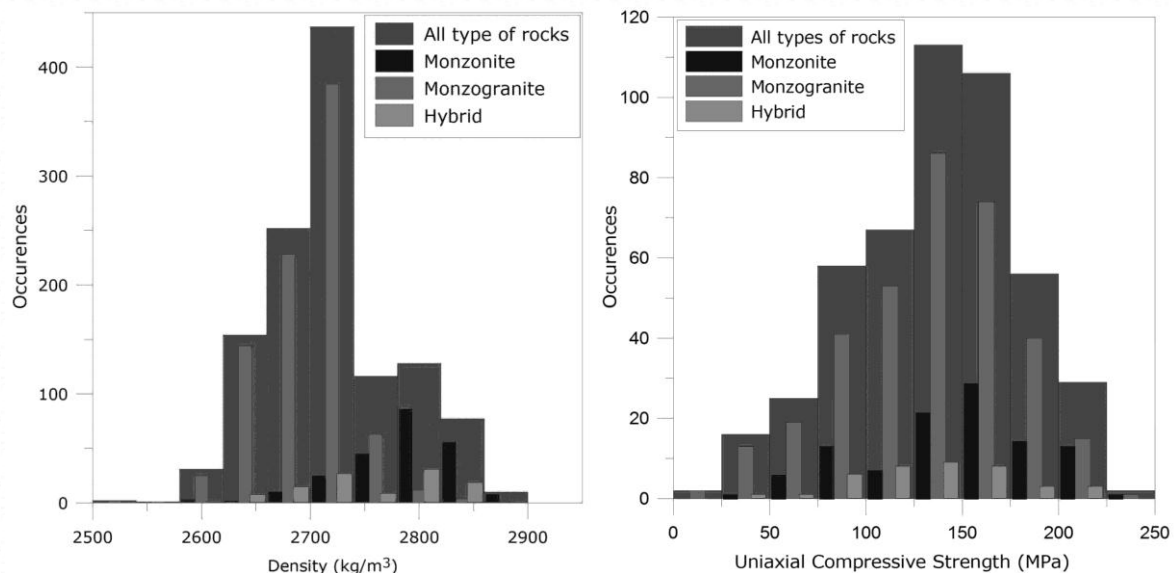 All type of rocks
Monzonite
Monzogranite
Hybrid
400
300
200
100
0
Occurences
2500
2600
2700
2800
2900
Density (kg/m³)
All types of rocks
Monzonite
Monzogranite
Hybrid
120
100
80
60
40
20
0
Occurences
0
50
100
150
200
250
Uniaxial Compressive Strength (MPa)